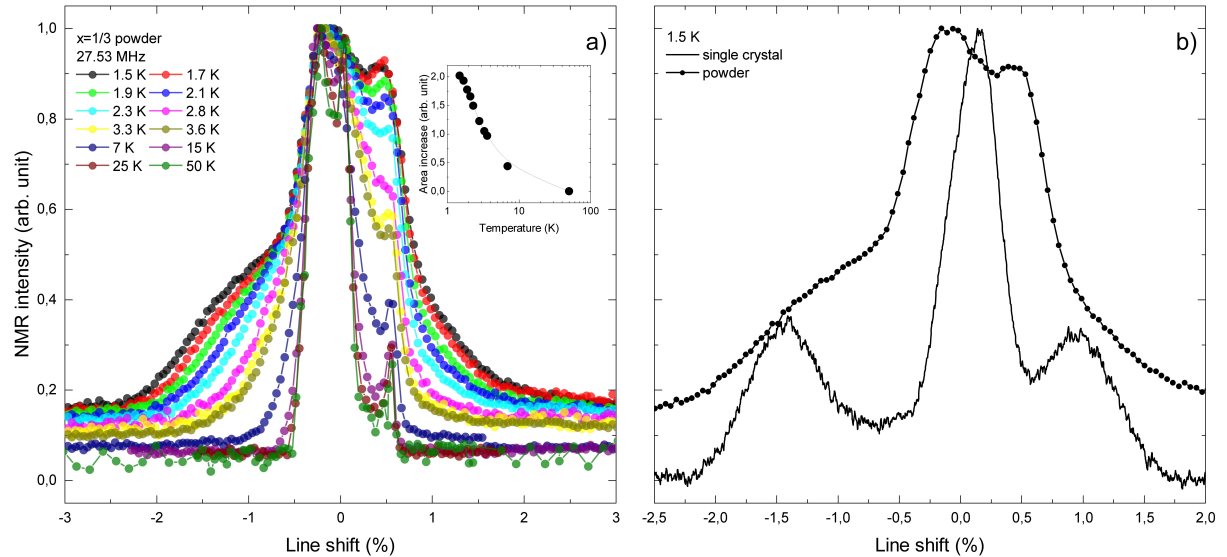 x=1/3 powder
27.53 MHz
1.5 K 1.7 K
1.9 K 2.1 K
2.3 K 2.8 K
3.3 K 3.6 K
7 K 15 K
25 K 50 K
a)
NMR intensity (arb. unit)
1,0
0,8
0,6
0,4
0,2
0,0
-3 -2 -1 0 1 2 3
Line shift (%)
Area increase (arb. unit)
2,0
1,5
1,0
0,5
0,0
1 10 100
Temperature (K)
1.5 K
single crystal
powder
b)
-2,5 -2,0 -1,5 -1,0 -0,5 0,0 0,5 1,0 1,5 2,0
Line shift (%)